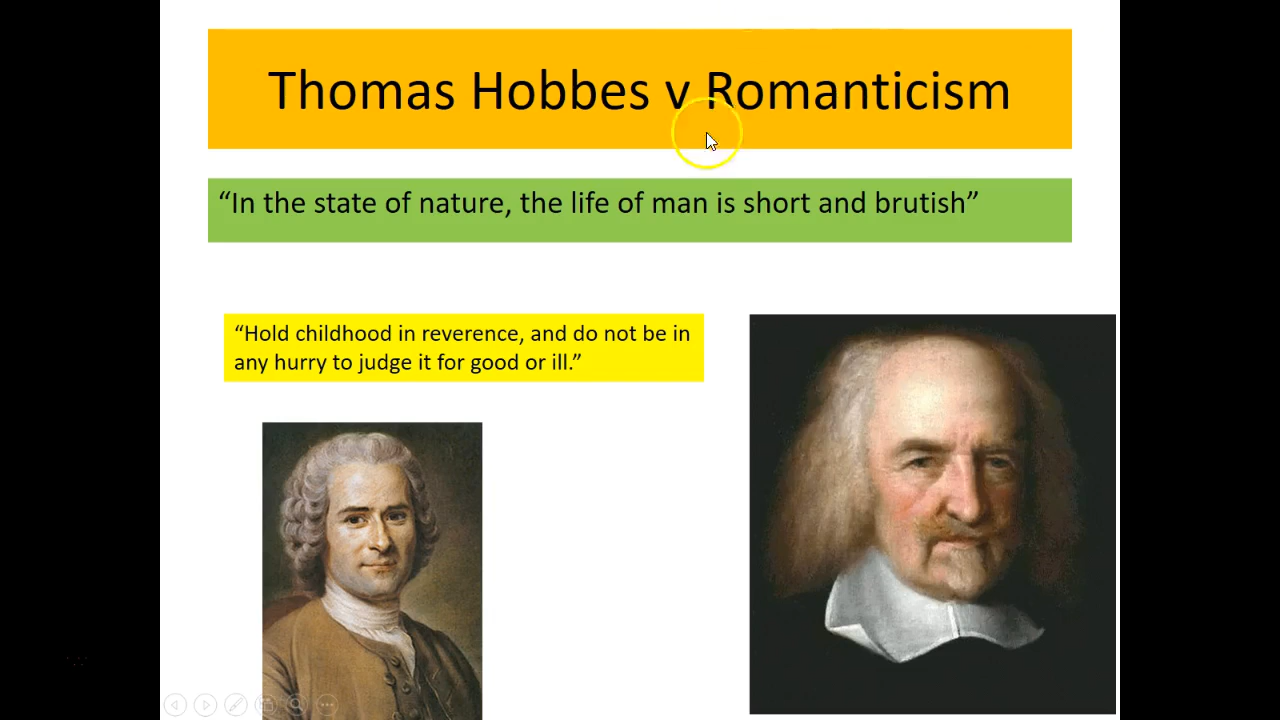 Thomas Hobbes v Romanticism
“In the state of nature, the life of man is short and brutish”
“Hold childhood in reverence, and do not be in
any hurry to judge it for good or ill.”